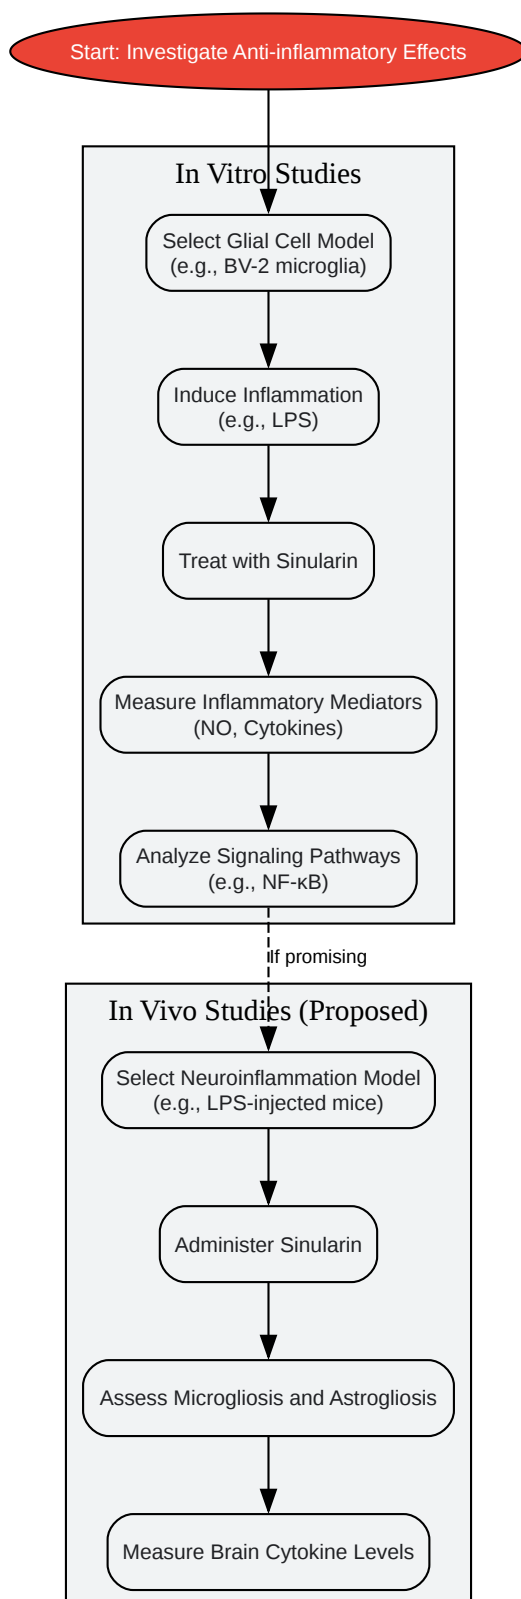 Start: Investigate Anti-inflammatory Effects
In Vitro Studies
Select Glial Cell Model
(e.g., BV-2 microglia)
Induce Inflammation
(e.g., LPS)
Treat with Sinularin
Measure Inflammatory Mediators
(NO, Cytokines)
Analyze Signaling Pathways
(e.g., NF-κB)
If promising
In Vivo Studies (Proposed)
Select Neuroinflammation Model
(e.g., LPS-injected mice)
Administer Sinularin
Assess Microgliosis and Astrogliosis
Measure Brain Cytokine Levels